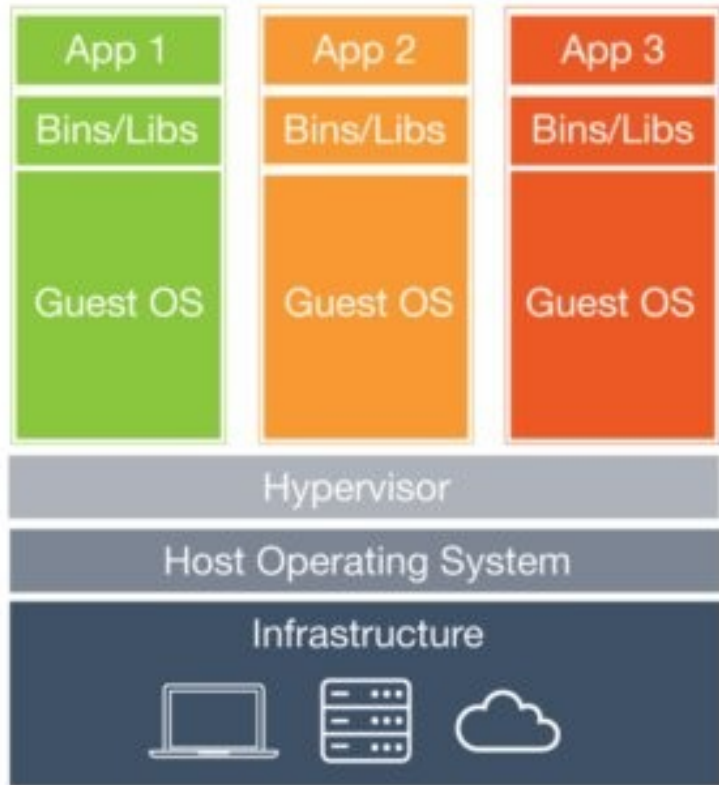 App 1
App 2
App 3
Bins/Libs
Bins/Libs
Bins/Libs
Guest OS
Guest OS
Guest OS
Hypervisor
Host Operating System
Infrastructure